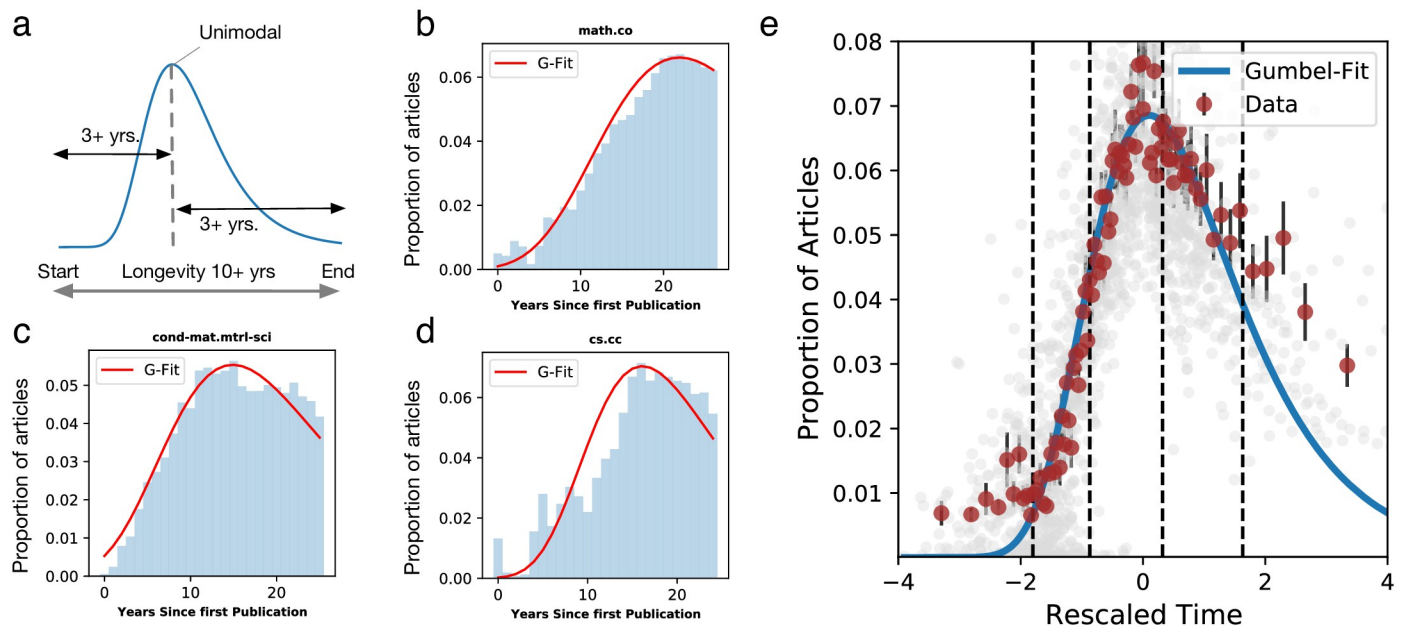 a
Unimodal
3+ yrs.
3+ yrs.
Start Longevity 10+ yrs End
b
math.co
G-Fit
Proportion of articles
0.06
0.04
0.02
0.00
0 10 20
Years Since first Publication
c
cond-mat.mtrl-sci
G-Fit
Proportion of articles
0.05
0.04
0.03
0.02
0.01
0.00
0 10 20
Years Since first Publication
d
cs.cc
G-Fit
Proportion of articles
0.06
0.04
0.02
0.00
0 10 20
Years Since first Publication
e
Gumbel-Fit
Data
Proportion of Articles
0.08
0.07
0.06
0.05
0.04
0.03
0.02
0.01
−4 −2 0 2 4
Rescaled Time